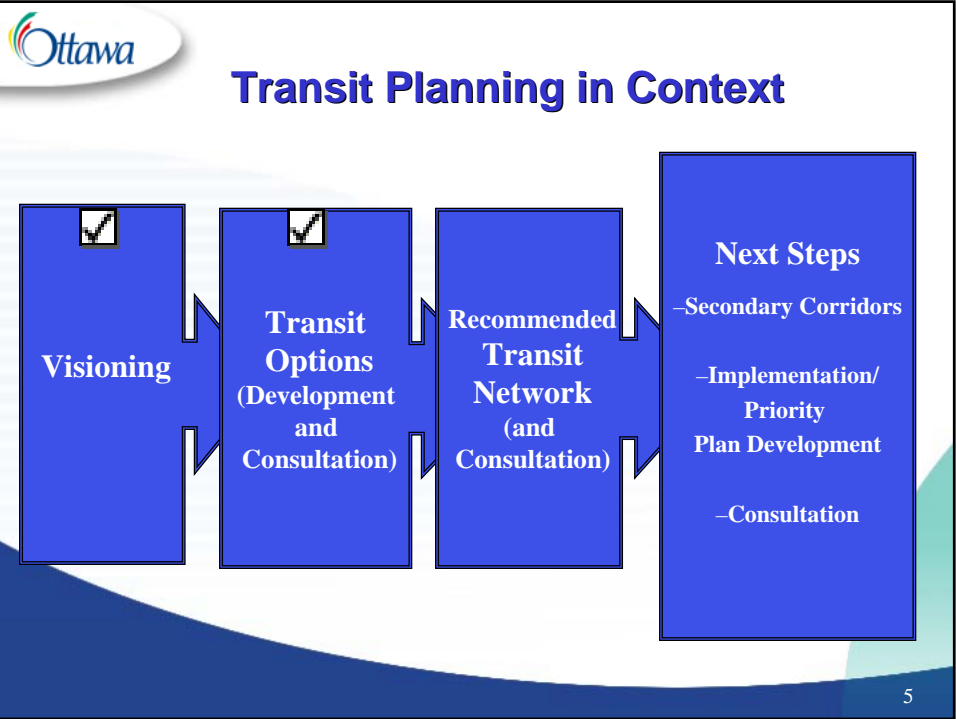 Ottawa
Transit Planning in Context
Visioning
Transit
Options
(Development
and
Consultation)
Recommended
Transit
Network
(and
Consultation)
Next Steps
–Secondary Corridors
–Implementation/
Priority
Plan Development
–Consultation
5